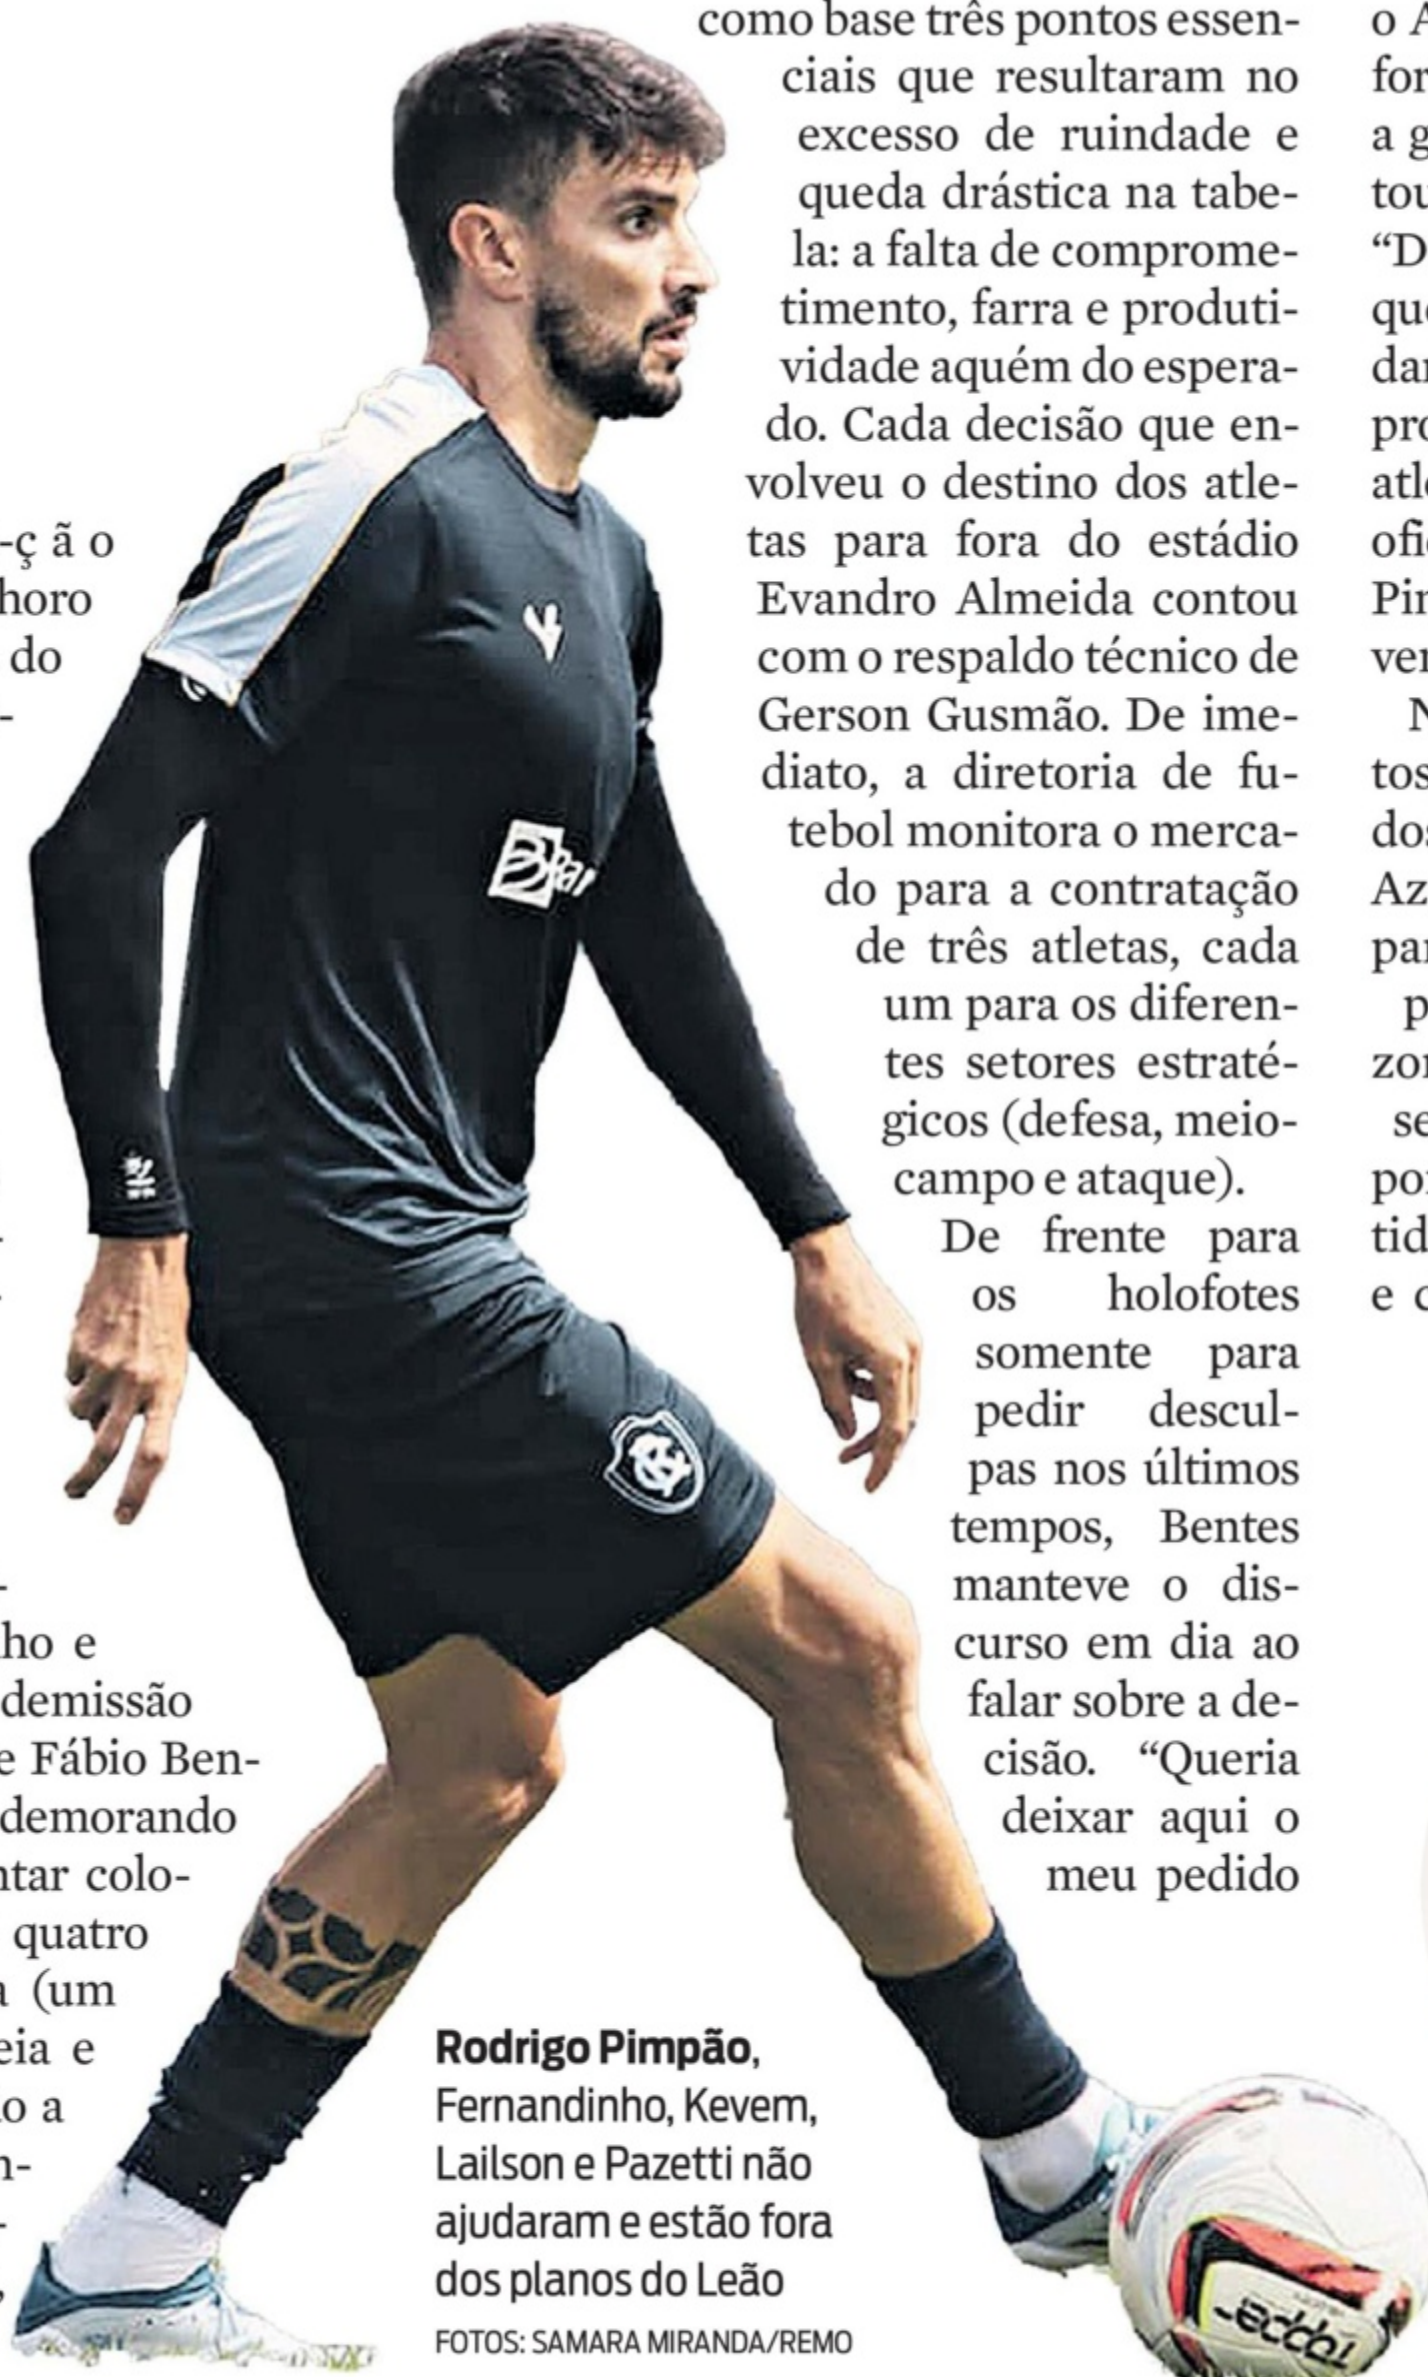 do
ho e
demissão
Fábio Ben-
demorando
colo-
quatro
(um
e
a
como base três pontos essen-
ciais que resultaram no
excesso de ruindade e
queda drástica na tabe-
la: a falta de comprome-
timento, farra e produti-
vidade aquém do espera-
do. Cada decisão que en-
volveu o destino dos atle-
tas para fora do estádio
Evandro Almeida contou
com o respaldo técnico de
Gerson Gusmão. De ime-
diato, a diretoria de fu-
tebol monitora o merca-
do para a contratação
de três atletas, cada
um para os diferen-
tes setores estraté-
gicos (defesa, meio-
campo e ataque).
De frente para
os holofotes
somente para
pedir descul-
pas nos últimos
tempos, Bentes
manteve o dis-
curso em dia ao
falar sobre a de-
cisão. “Queria
deixar aqui o
meu pedido
Rodrigo Pimpão,
Fernandinho, Kevem,
Lailson e Pazetti não
ajudaram e estão fora
dos planos do Leão
FOTOS: SAMARA MIRANDA/REMO
Topper